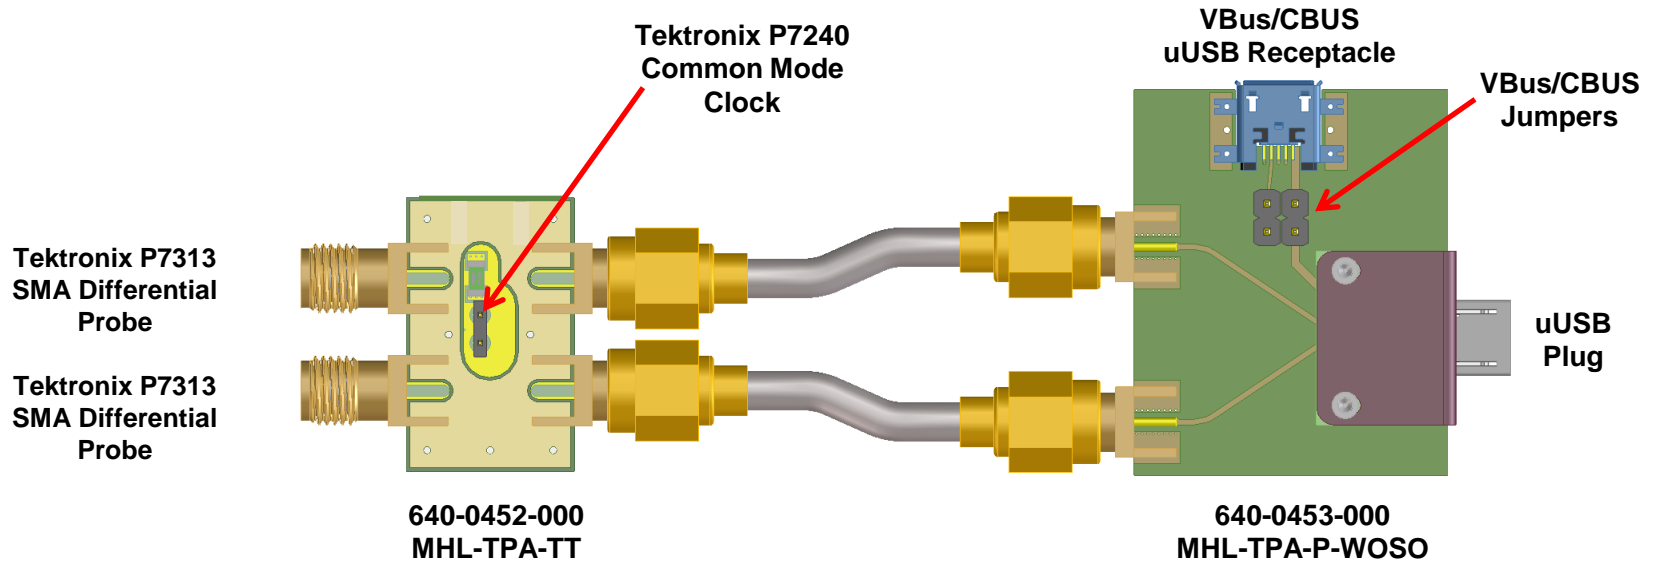 VBus/CBUS
uUSB Receptacle
Tektronix P7240
Common Mode
Clock
VBus/CBUS
Jumpers
Tektronix P7313
SMA Differential
Probe
uUSB
Plug
Tektronix P7313
SMA Differential
Probe
640-0452-000
MHL-TPA-TT
640-0453-000
MHL-TPA-P-WOSO